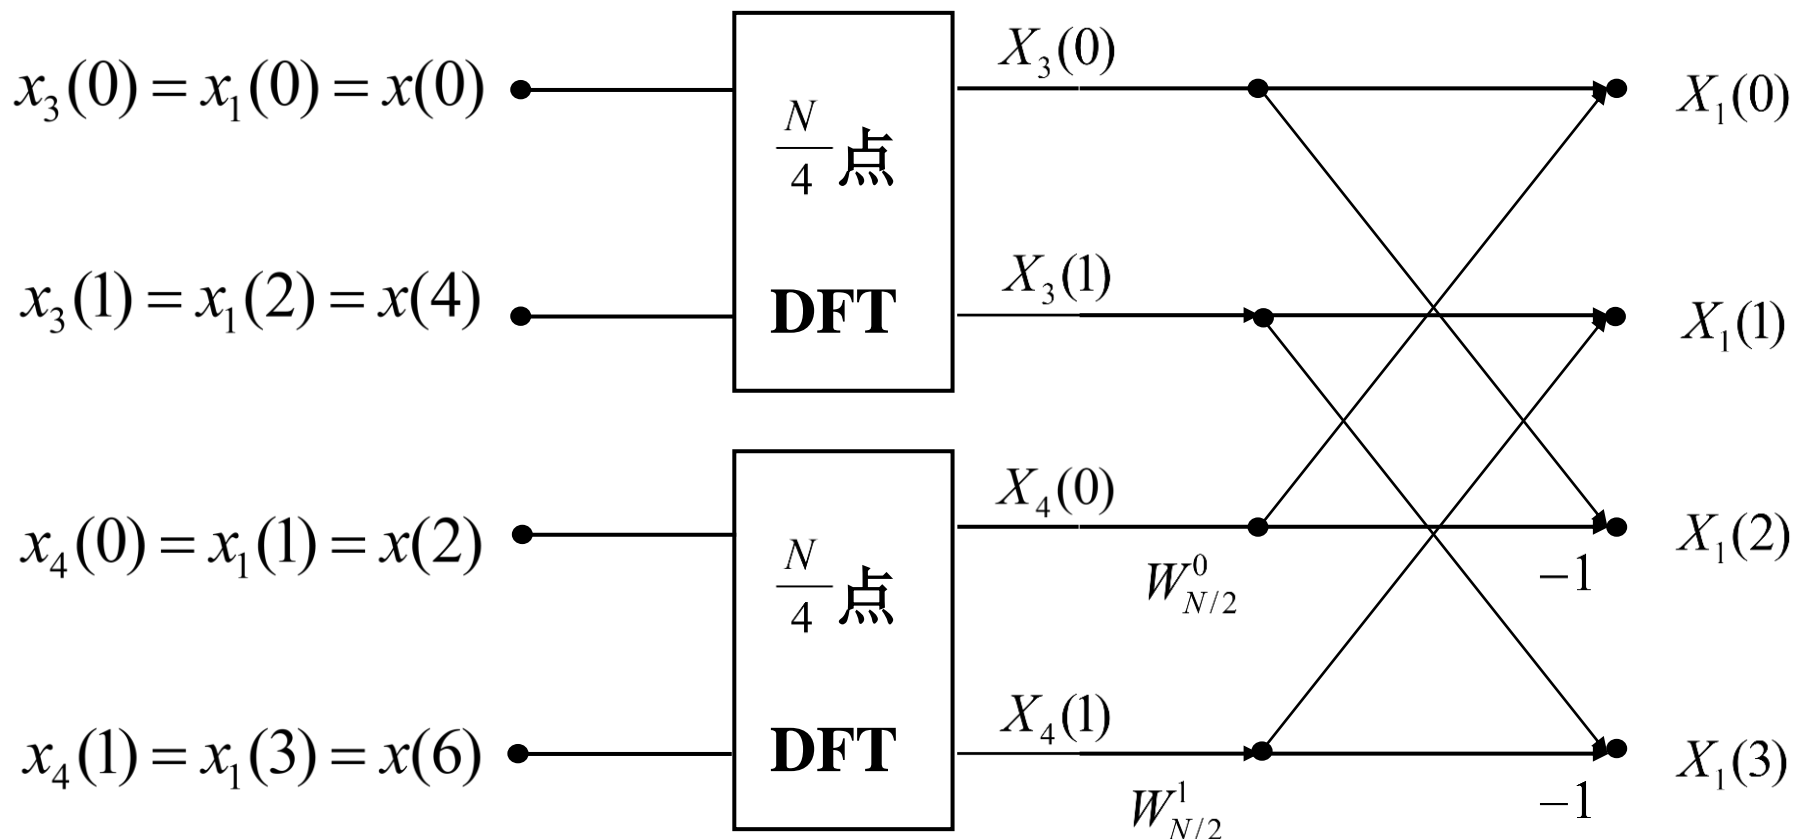 x₃(0) = x₁(0) = x(0)
N/4 点
DFT
X₃(0)
X₁(0)
x₃(1) = x₁(2) = x(4)
X₃(1)
X₁(1)
x₄(0) = x₁(1) = x(2)
N/4 点
DFT
X₄(0)
W⁰_{N/2}
−1
X₁(2)
x₄(1) = x₁(3) = x(6)
X₄(1)
W¹_{N/2}
−1
X₁(3)